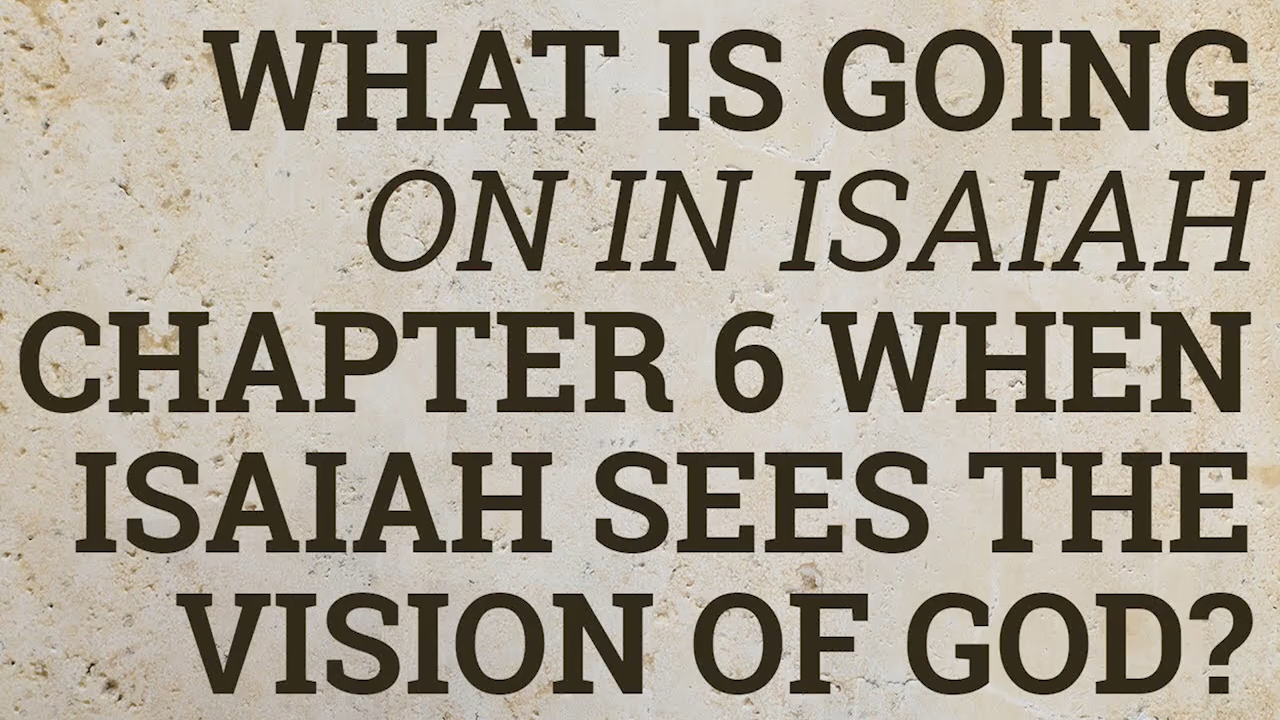 WHAT IS GOING
ON IN ISAIAH
CHAPTER 6 WHEN
ISAIAH SEES THE
VISION OF GOD?